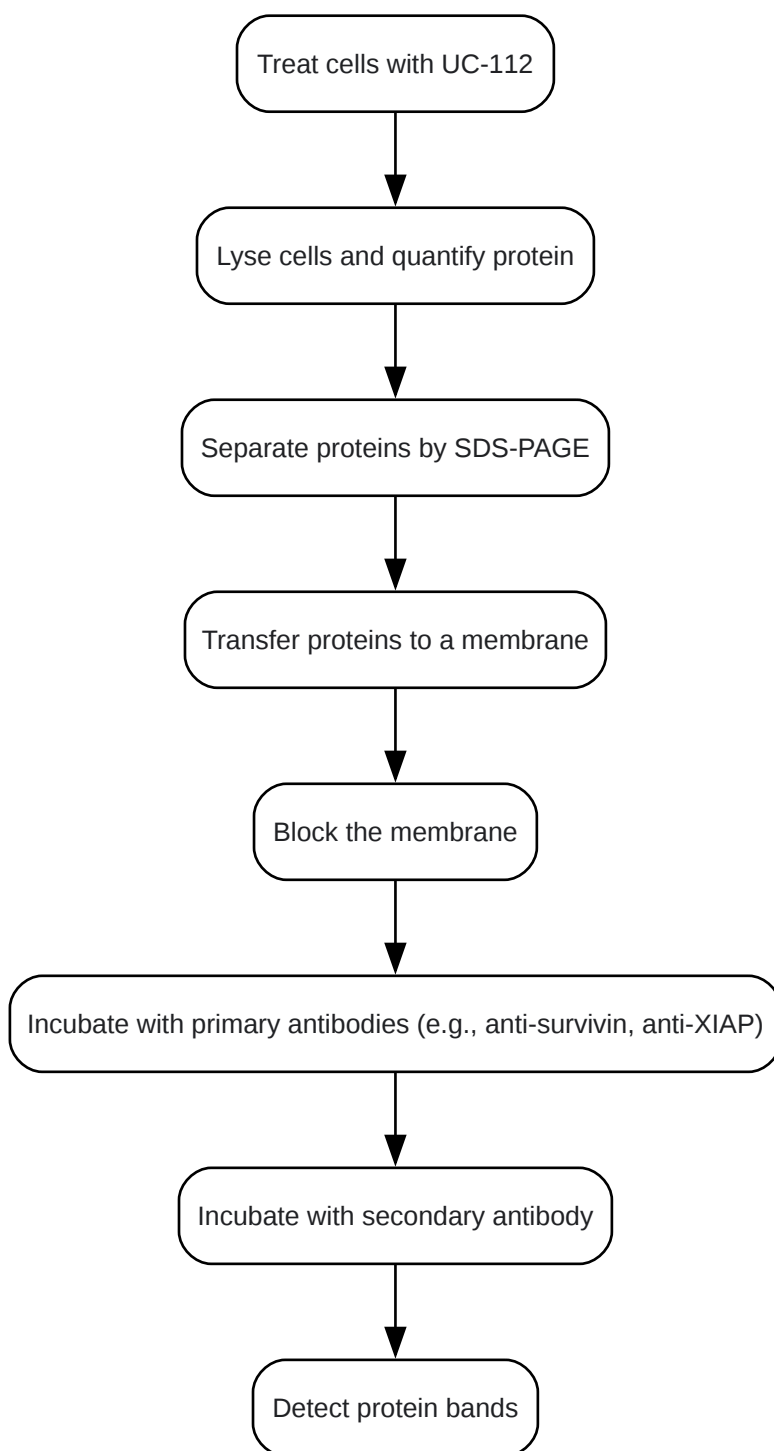 Treat cells with UC-112
Lyse cells and quantify protein
Separate proteins by SDS-PAGE
Transfer proteins to a membrane
Block the membrane
Incubate with primary antibodies (e.g., anti-survivin, anti-XIAP)
Incubate with secondary antibody
Detect protein bands